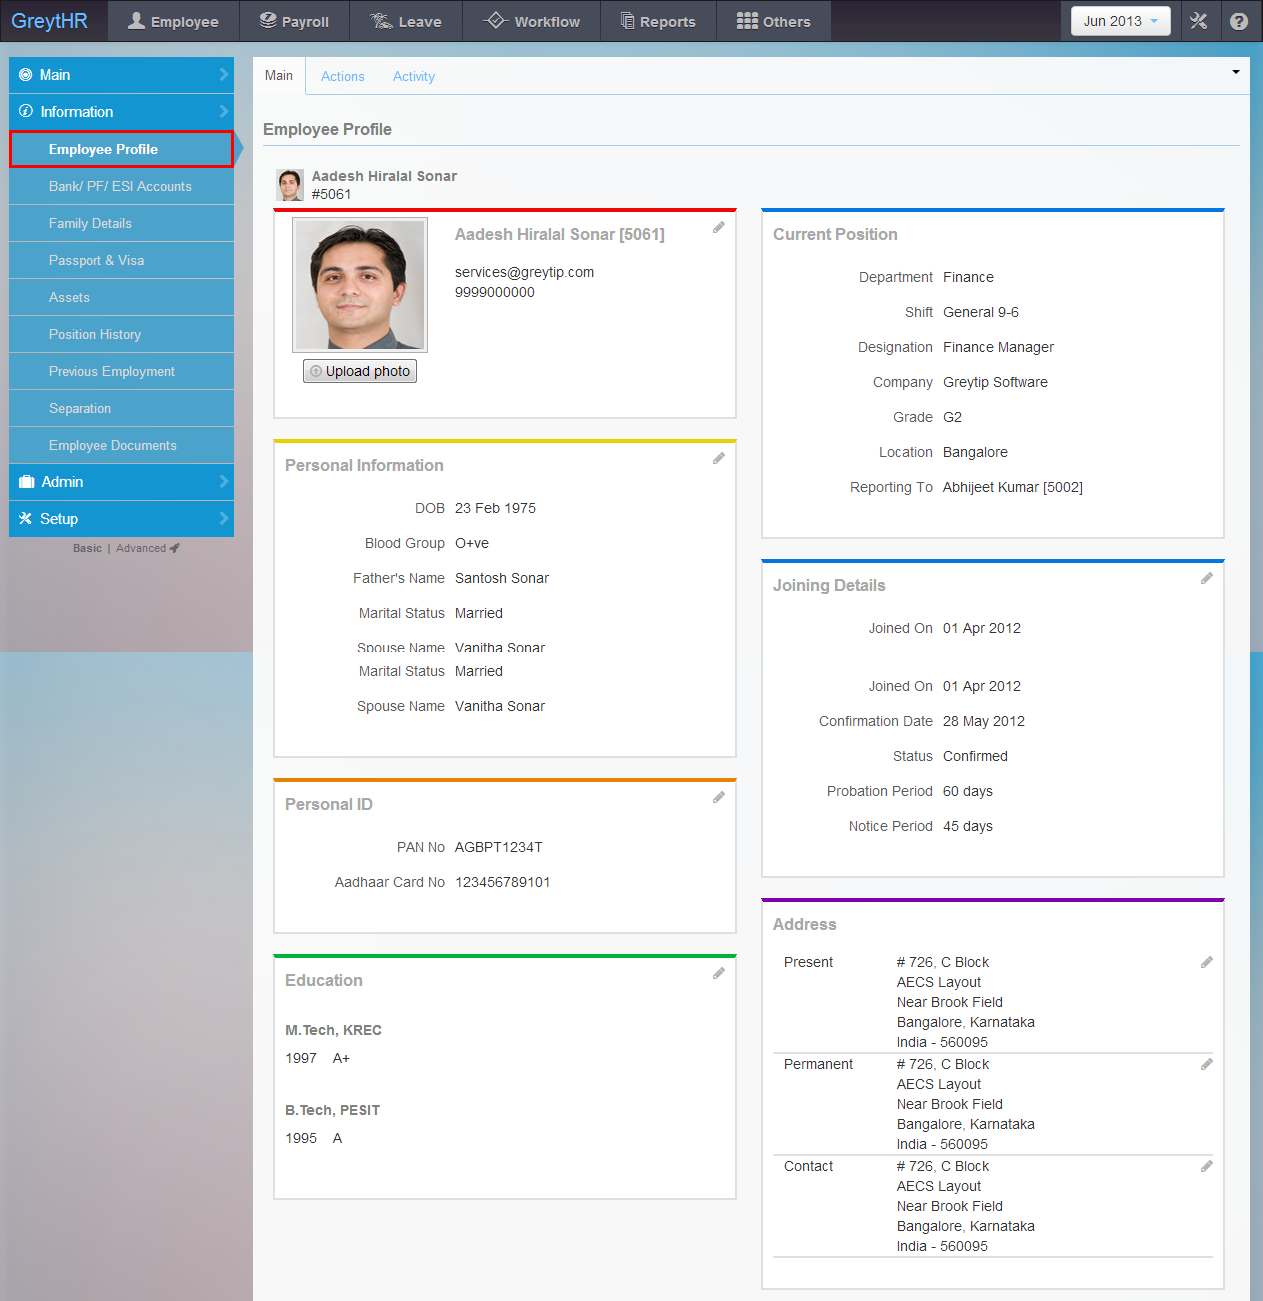 GreytHR
Employee
Payroll
Leave
Workflow
Reports
Others
Jun 2013
Main
Information
Employee Profile
Bank/ PF/ ESI Accounts
Family Details
Passport & Visa
Assets
Position History
Previous Employment
Separation
Employee Documents
Admin
Setup
Basic | Advanced
Main
Actions
Activity
Employee Profile
Aadesh Hiralal Sonar
#5061
Aadesh Hiralal Sonar [5061]
services@greytip.com
9999000000
Upload photo
Personal Information
DOB 23 Feb 1975
Blood Group O+ve
Father's Name Santosh Sonar
Marital Status Married
Spouse Name Vanitha Sonar
Marital Status Married
Spouse Name Vanitha Sonar
Personal ID
PAN No AGBPT1234T
Aadhaar Card No 123456789101
Education
M.Tech, KREC
1997 A+
B.Tech, PESIT
1995 A
Current Position
Department Finance
Shift General 9-6
Designation Finance Manager
Company Greytip Software
Grade G2
Location Bangalore
Reporting To Abhijeet Kumar [5002]
Joining Details
Joined On 01 Apr 2012
Joined On 01 Apr 2012
Confirmation Date 28 May 2012
Status Confirmed
Probation Period 60 days
Notice Period 45 days
Address
Present # 726, C Block
AECS Layout
Near Brook Field
Bangalore, Karnataka
India - 560095
Permanent # 726, C Block
AECS Layout
Near Brook Field
Bangalore, Karnataka
India - 560095
Contact # 726, C Block
AECS Layout
Near Brook Field
Bangalore, Karnataka
India - 560095